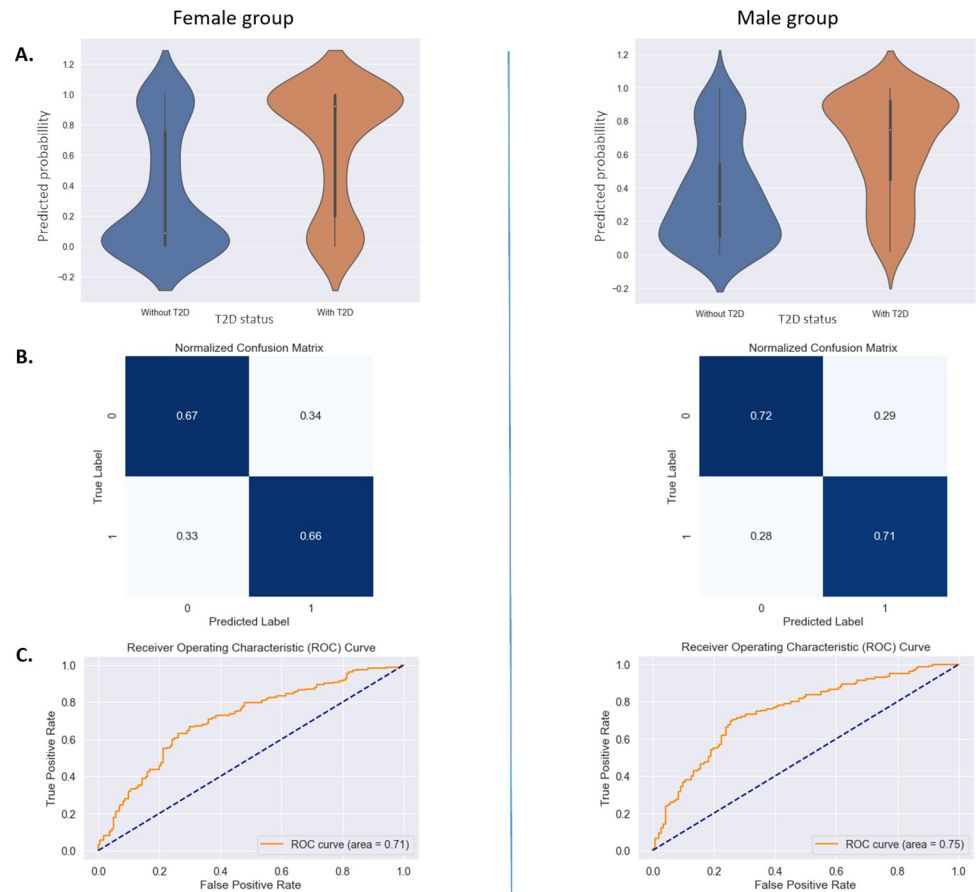 Female group
Male group
A.
1.2
1.0
0.8
0.6
0.4
0.2
0.0
−0.2
Predicted probabillity
Without T2D
With T2D
T2D status
1.2
1.0
0.8
0.6
0.4
0.2
0.0
−0.2
Predicted probability
Without T2D
With T2D
T2D status
B.
Normalized Confusion Matrix
True Label
0
1
0.67
0.34
0.33
0.66
0
1
Predicted Label
Normalized Confusion Matrix
True Label
0
1
0.72
0.29
0.28
0.71
0
1
Predicted Label
C.
Receiver Operating Characteristic (ROC) Curve
True Positive Rate
1.0
0.8
0.6
0.4
0.2
0.0
ROC curve (area = 0.71)
0.0
0.2
0.4
0.6
0.8
1.0
False Positive Rate
Receiver Operating Characteristic (ROC) Curve
True Positive Rate
1.0
0.8
0.6
0.4
0.2
0.0
ROC curve (area = 0.75)
0.0
0.2
0.4
0.6
0.8
1.0
False Positive Rate